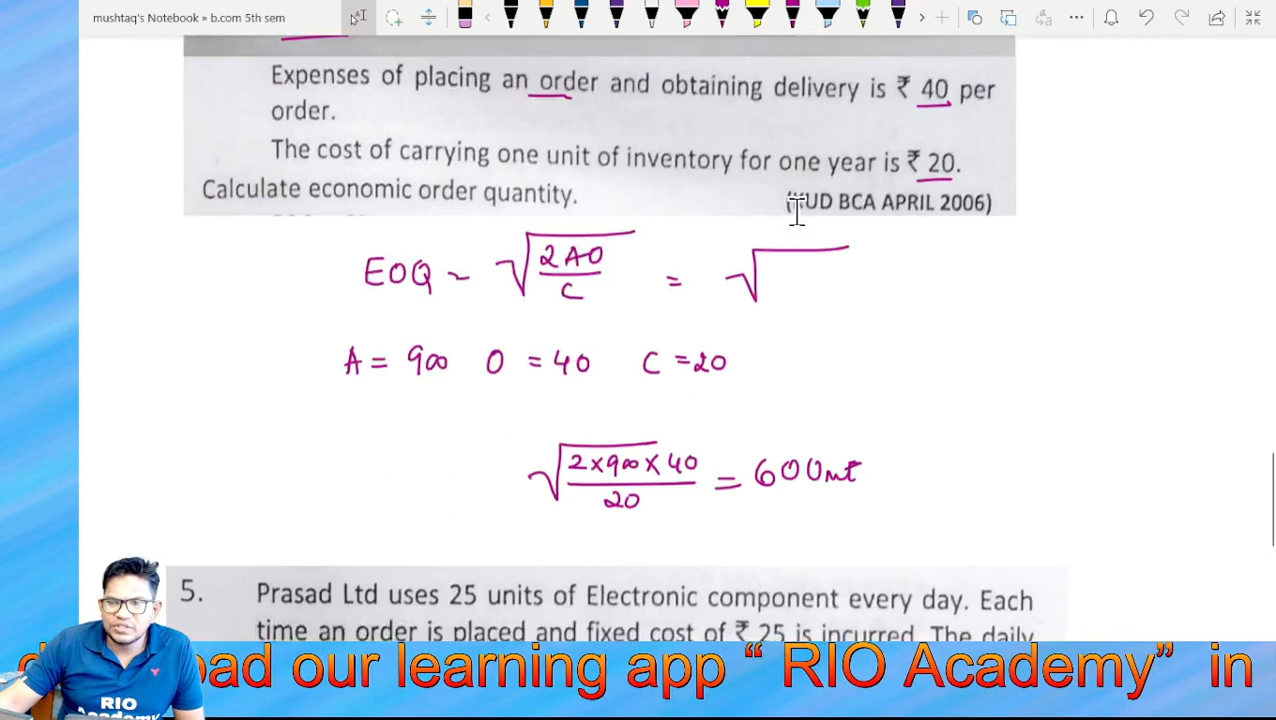 mushtaq's Notebook » b.com 5th sem
Expenses of placing an order and obtaining delivery is ₹ 40 per
order.
The cost of carrying one unit of inventory for one year is ₹ 20.
Calculate economic order quantity.
UD BCA APRIL 2006)
EOQ ~ √2AO/C = √
A = 900 O = 40 C = 20
√2×900×40/20 = 600
5. Prasad Ltd uses 25 units of Electronic component every day. Each
time an order is placed and fixed cost of ₹ 25 is incurred. The daily
oad our learning app “ RIO Academy” in
RIO
Academy